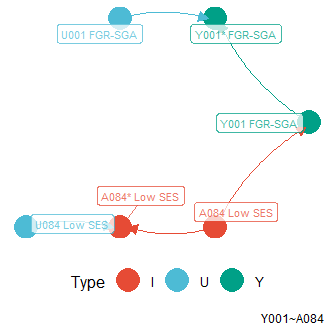 U001 FGR-SGA
Y001* FGR-SGA
Y001 FGR-SGA
A084* Low SES
A084 Low SES
U084 Low SES
Type I U Y
Y001~A084